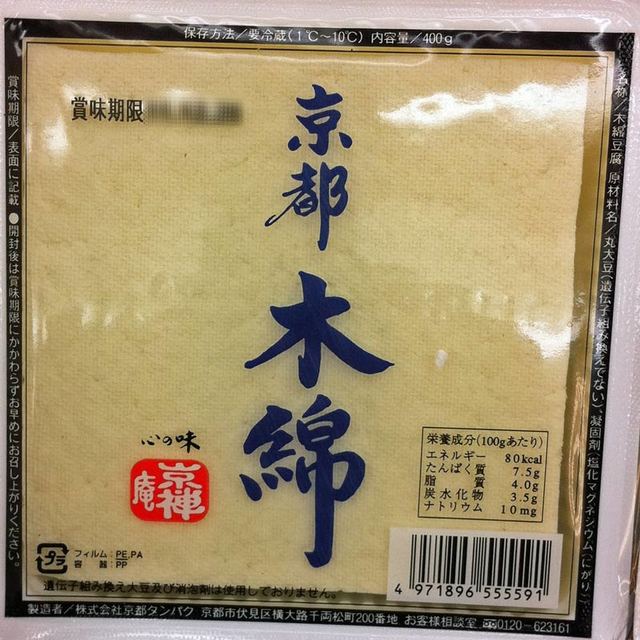 保存方法／要冷蔵(1℃～10℃) 内容量／400g
名称／木綿豆腐 原材料名／丸大豆(遺伝子組み換えでない)、凝固剤(塩化マグネシウム(にがり
賞味期限
京都
木綿
心の味
京禅庵
栄養成分(100gあたり)
エネルギー 80kcal
たんぱく質 7.5g
脂質 4.0g
炭水化物 3.5g
ナトリウム 10mg
賞味期限／表面に記載 ●開封後は賞味期限にかかわらずお早めにお召し上がりください。
プラ
フィルム：PE,PA
容器：PP
遺伝子組み換え大豆及び消泡剤は使用しておりません。
4 971896 555591
製造者／株式会社京都タンパク 京都市伏見区横大路千両松町200番地 お客様相談室 0120-623161